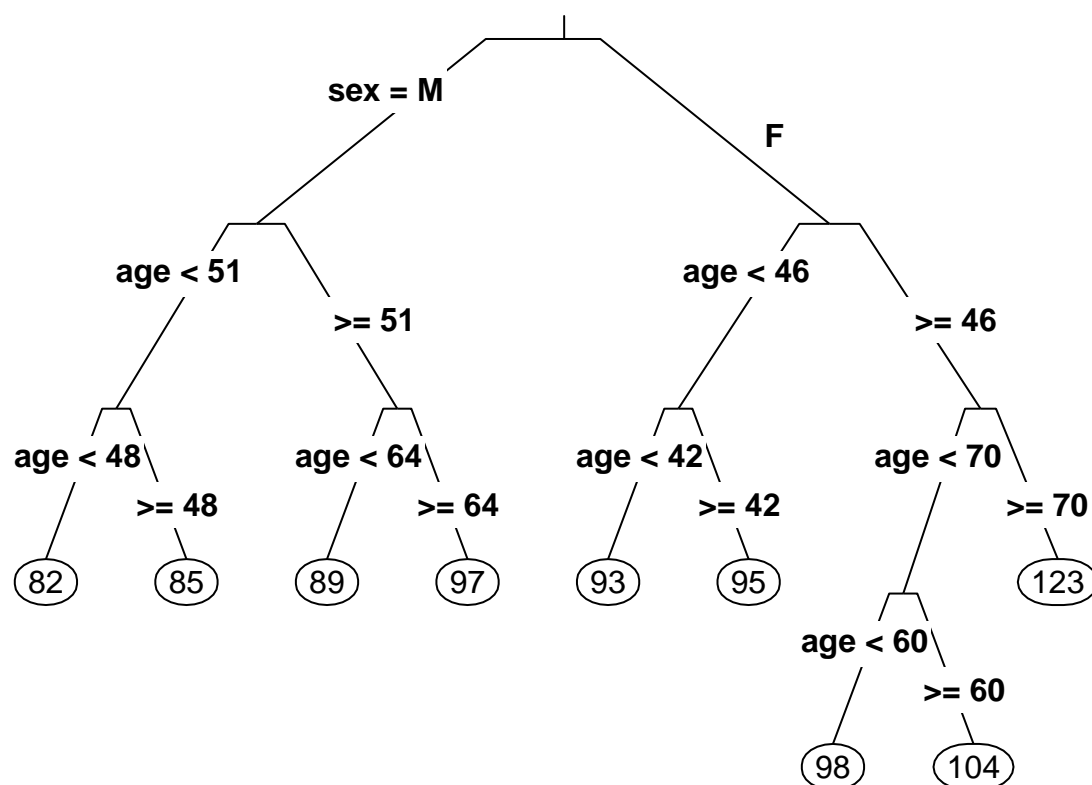 sex = M
F
age < 51
>= 51
age < 46
>= 46
age < 48
>= 48
age < 64
>= 64
age < 42
>= 42
age < 70
>= 70
82
85
89
97
93
95
123
age < 60
>= 60
98
104